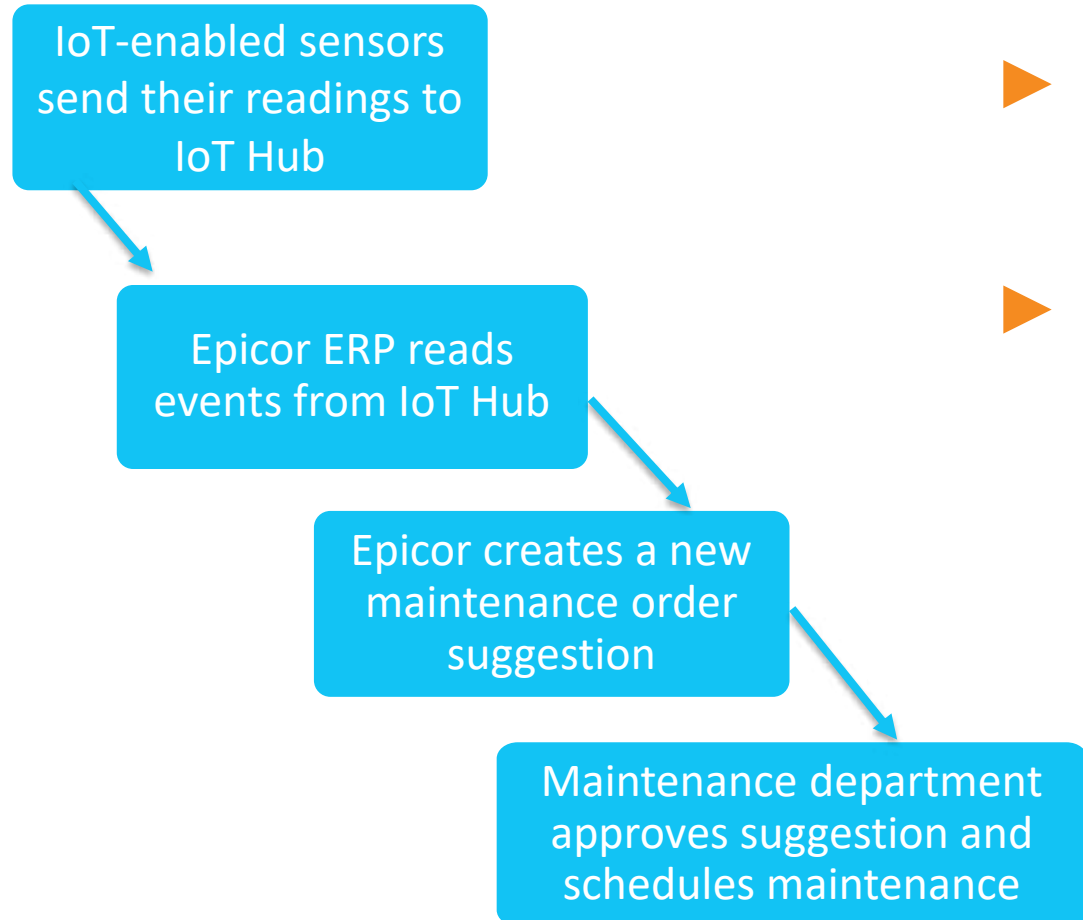 IoT-enabled sensors
send their readings to
IoT Hub
Epicor ERP reads
events from IoT Hub
Epicor creates a new
maintenance order
suggestion
Maintenance department
approves suggestion and
schedules maintenance